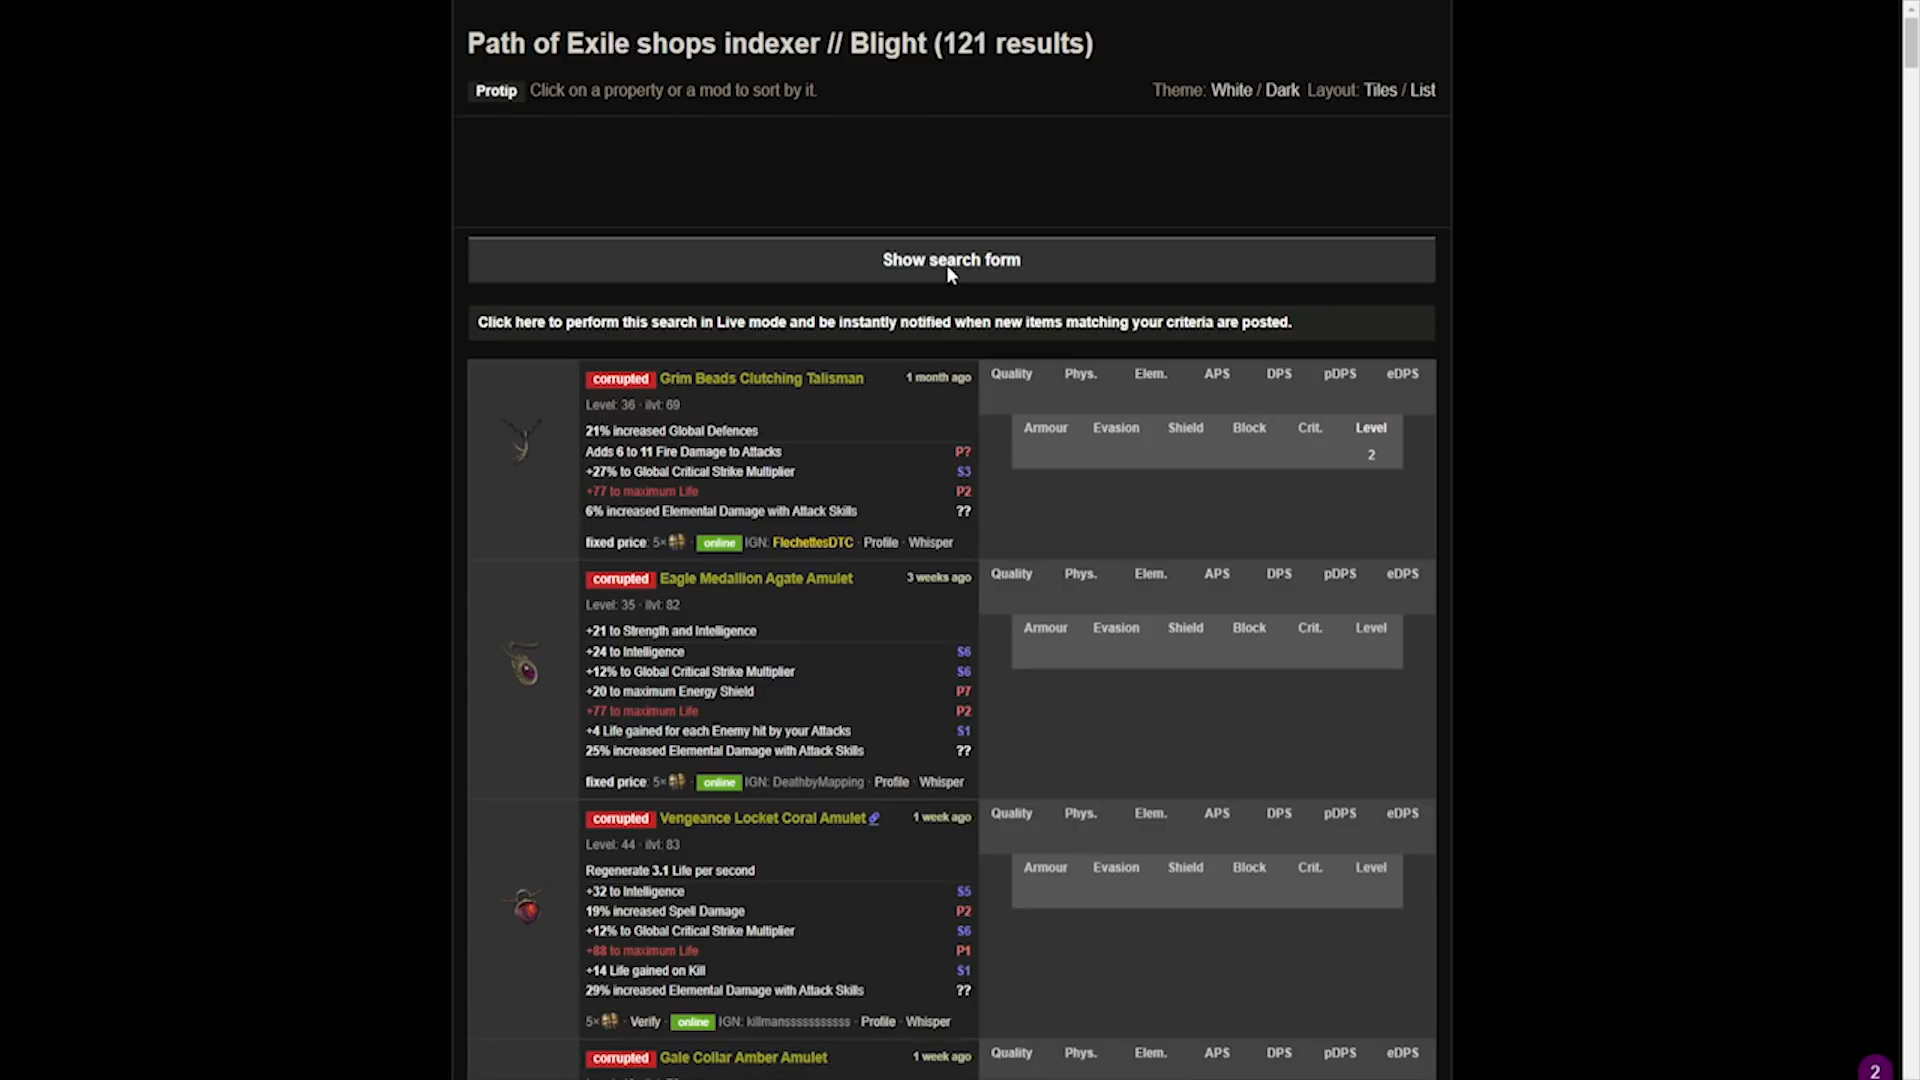 Path of Exile shops indexer // Blight (121 results)
Protip Click on a property or a mod to sort by it. Theme: White / Dark Layout: Tiles / List
Show search form
Click here to perform this search in Live mode and be instantly notified when new items matching your criteria are posted.
corrupted Grim Beads Clutching Talisman 1 month ago
Level: 36 · ilvl: 69
21% increased Global Defences
Adds 6 to 11 Fire Damage to Attacks P?
+27% to Global Critical Strike Multiplier S3
+77 to maximum Life P2
6% increased Elemental Damage with Attack Skills ??
fixed price: 5× · online IGN: FlechettesDTC · Profile · Whisper
Quality Phys. Elem. APS DPS pDPS eDPS
Armour Evasion Shield Block Crit. Level
2
corrupted Eagle Medallion Agate Amulet 3 weeks ago
Level: 35 · ilvl: 82
+21 to Strength and Intelligence
+24 to Intelligence S6
+12% to Global Critical Strike Multiplier S6
+20 to maximum Energy Shield P7
+77 to maximum Life P2
+4 Life gained for each Enemy hit by your Attacks S1
25% increased Elemental Damage with Attack Skills ??
fixed price: 5× · online IGN: DeathbyMapping · Profile · Whisper
Quality Phys. Elem. APS DPS pDPS eDPS
Armour Evasion Shield Block Crit. Level
corrupted Vengeance Locket Coral Amulet 1 week ago
Level: 44 · ilvl: 83
Regenerate 3.1 Life per second
+32 to Intelligence S5
19% increased Spell Damage P2
+12% to Global Critical Strike Multiplier S6
+88 to maximum Life P1
+14 Life gained on Kill S1
29% increased Elemental Damage with Attack Skills ??
5× · Verify · online IGN: killmansssssssssss · Profile · Whisper
Quality Phys. Elem. APS DPS pDPS eDPS
Armour Evasion Shield Block Crit. Level
corrupted Gale Collar Amber Amulet 1 week ago
Quality Phys. Elem. APS DPS pDPS eDPS
2